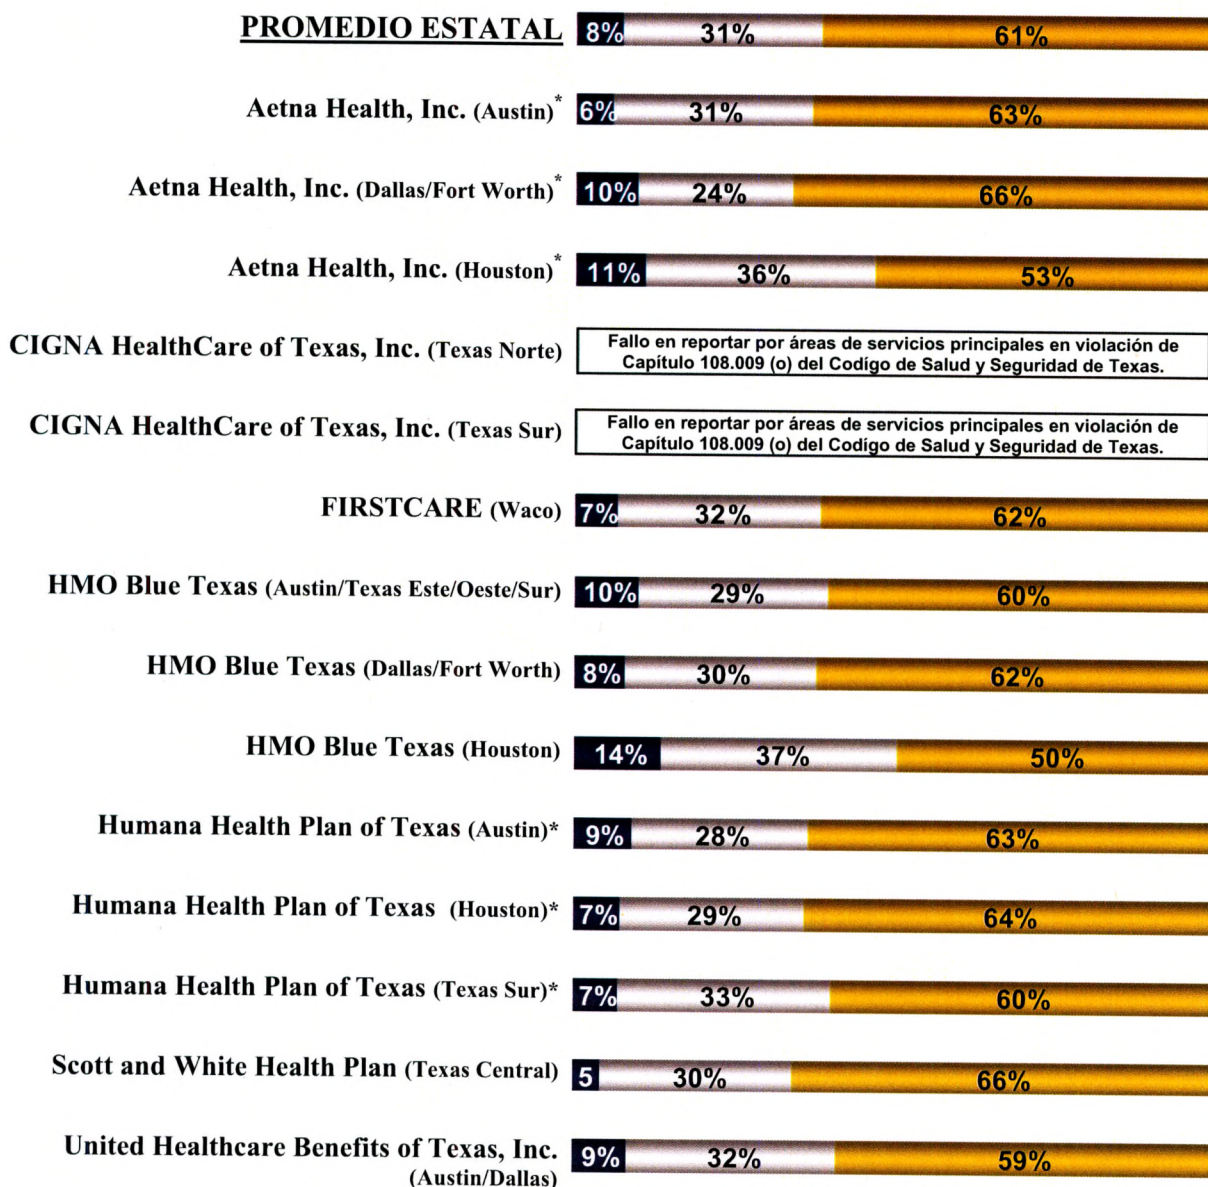 PROMEDIO ESTATAL 8% 31% 61%
Aetna Health, Inc. (Austin)* 6% 31% 63%
Aetna Health, Inc. (Dallas/Fort Worth)* 10% 24% 66%
Aetna Health, Inc. (Houston)* 11% 36% 53%
CIGNA HealthCare of Texas, Inc. (Texas Norte) Fallo en reportar por áreas de servicios principales en violación de
Capítulo 108.009 (o) del Codígo de Salud y Seguridad de Texas.
CIGNA HealthCare of Texas, Inc. (Texas Sur) Fallo en reportar por áreas de servicios principales en violación de
Capítulo 108.009 (o) del Codígo de Salud y Seguridad de Texas.
FIRSTCARE (Waco) 7% 32% 62%
HMO Blue Texas (Austin/Texas Este/Oeste/Sur) 10% 29% 60%
HMO Blue Texas (Dallas/Fort Worth) 8% 30% 62%
HMO Blue Texas (Houston) 14% 37% 50%
Humana Health Plan of Texas (Austin)* 9% 28% 63%
Humana Health Plan of Texas (Houston)* 7% 29% 64%
Humana Health Plan of Texas (Texas Sur)* 7% 33% 60%
Scott and White Health Plan (Texas Central) 5 30% 66%
United Healthcare Benefits of Texas, Inc. 9% 32% 59%
(Austin/Dallas)